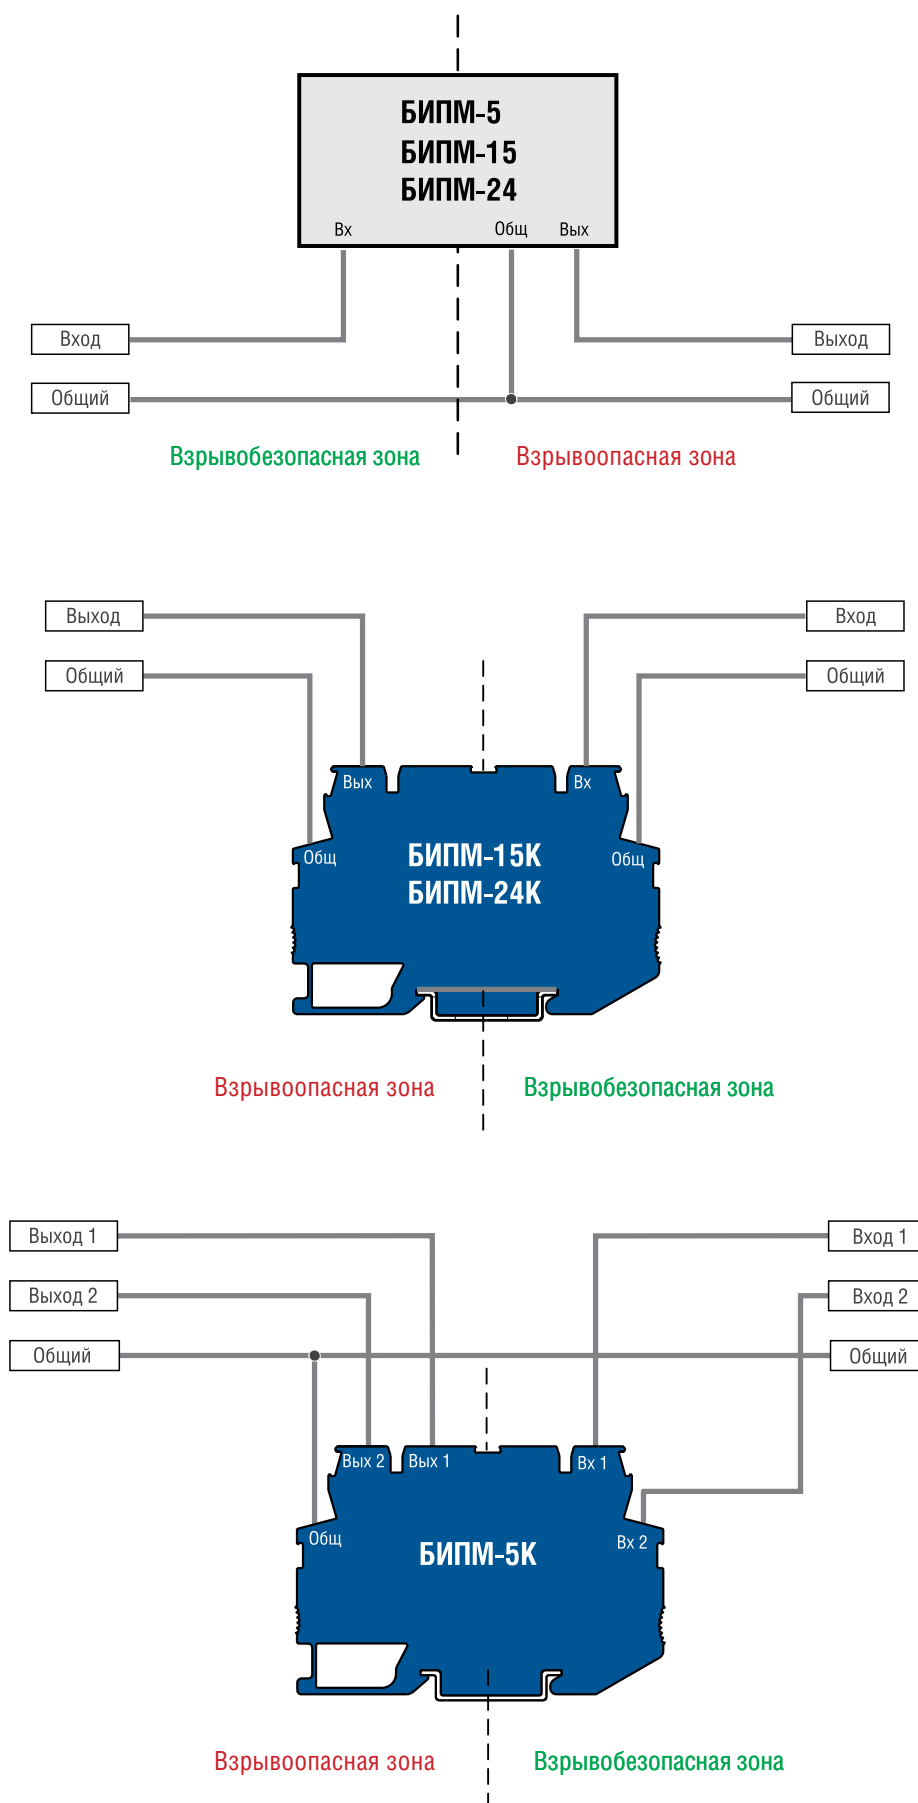 БИПМ-5
БИПМ-15
БИПМ-24
Вх
Общ
Вых
Вход
Выход
Общий
Общий
Взрывобезопасная зона
Взрывоопасная зона
Выход
Вход
Общий
Общий
Вых
Вх
Общ
Общ
БИПМ-15К
БИПМ-24К
Взрывоопасная зона
Взрывобезопасная зона
Выход 1
Вход 1
Выход 2
Вход 2
Общий
Общий
Вых 2
Вых 1
Вх 1
Общ
Вх 2
БИПМ-5К
Взрывоопасная зона
Взрывобезопасная зона